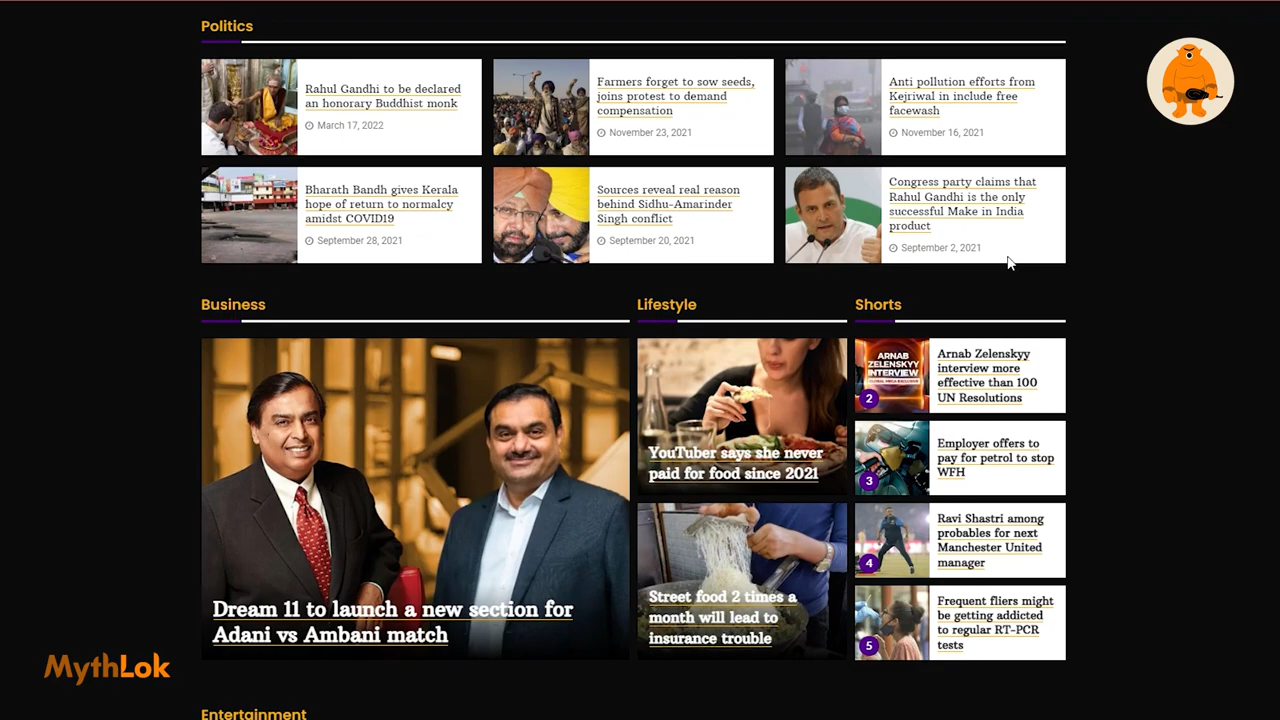 Politics
Rahul Gandhi to be declared
an honorary Buddhist monk
March 17, 2022
Farmers forget to sow seeds,
joins protest to demand
compensation
November 23, 2021
Anti pollution efforts from
Kejriwal in include free
facewash
November 16, 2021
Bharath Bandh gives Kerala
hope of return to normalcy
amidst COVID19
September 28, 2021
Sources reveal real reason
behind Sidhu-Amarinder
Singh conflict
September 20, 2021
Congress party claims that
Rahul Gandhi is the only
successful Make in India
product
September 2, 2021
Business
Dream 11 to launch a new section for
Adani vs Ambani match
Lifestyle
YouTuber says she never
paid for food since 2021
Street food 2 times a
month will lead to
insurance trouble
Shorts
ARNAB
ZELENSKYY
INTERVIEW
2
Arnab Zelenskyy
interview more
effective than 100
UN Resolutions
3
Employer offers to
pay for petrol to stop
WFH
4
Ravi Shastri among
probables for next
Manchester United
manager
5
Frequent fliers might
be getting addicted
to regular RT-PCR
tests
MythLok
Entertainment